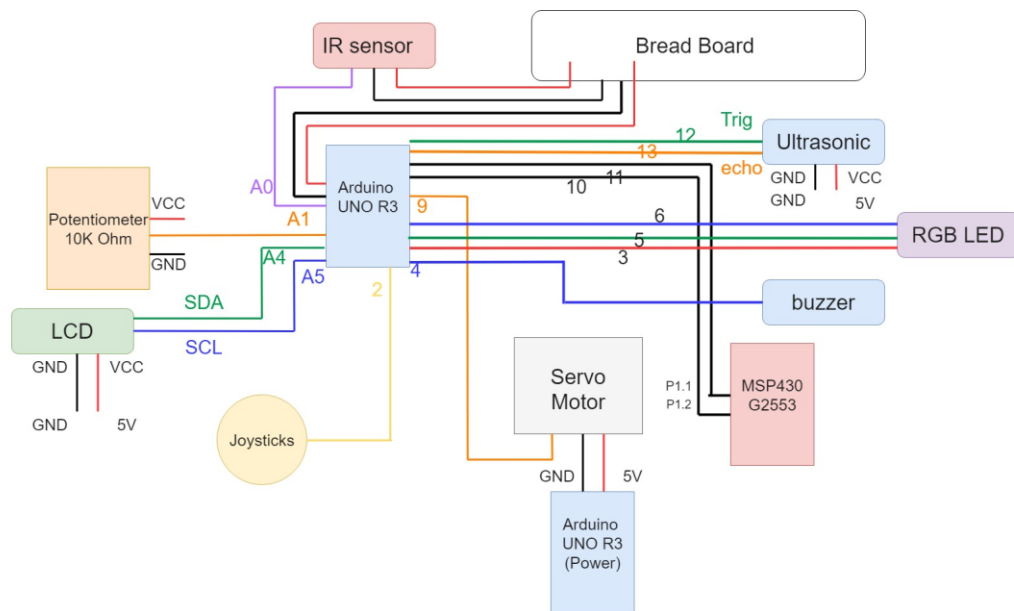 IR sensor
Bread Board
Trig
12
Ultrasonic
13
echo
GND
VCC
GND
5V
11
10
Arduino
UNO R3
A0
9
Potentiometer
10K Ohm
VCC
GND
A1
6
5
3
RGB LED
A4
A5
4
2
SDA
SCL
LCD
GND
VCC
GND
5V
buzzer
Servo
Motor
P1.1
P1.2
MSP430
G2553
Joysticks
GND
5V
Arduino
UNO R3
(Power)